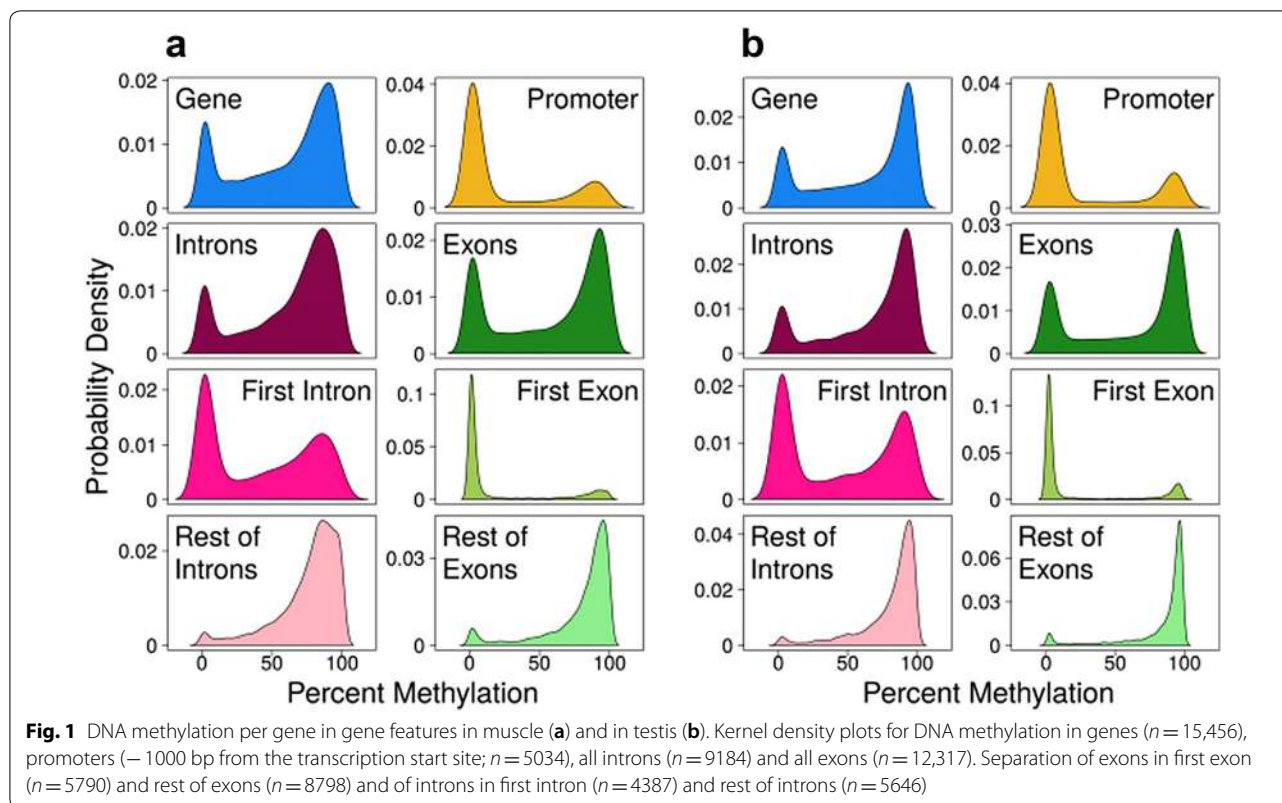 a
b
Probability Density
0.02
0.01
0
Gene
0.04
0.02
0
Promoter
0.02
0.01
0
Introns
0.02
0.01
0
Exons
0.02
0.01
0
First Intron
0.1
0.05
0
First Exon
0.02
0
Rest of
Introns
0.03
0
Rest of
Exons
0 50 100
0 50 100
Percent Methylation
0.02
0.01
0
Gene
0.04
0.02
0
Promoter
0.02
0.01
0
Introns
0.03
0.02
0.01
0
Exons
0.02
0.01
0
First Intron
0.1
0.05
0
First Exon
0.04
0.02
0
Rest of
Introns
0.06
0.03
0
Rest of
Exons
0 50 100
0 50 100
Percent Methylation
Fig. 1 DNA methylation per gene in gene features in muscle (a) and in testis (b). Kernel density plots for DNA methylation in genes (n = 15,456),
promoters (− 1000 bp from the transcription start site; n = 5034), all introns (n = 9184) and all exons (n = 12,317). Separation of exons in first exon
(n = 5790) and rest of exons (n = 8798) and of introns in first intron (n = 4387) and rest of introns (n = 5646)